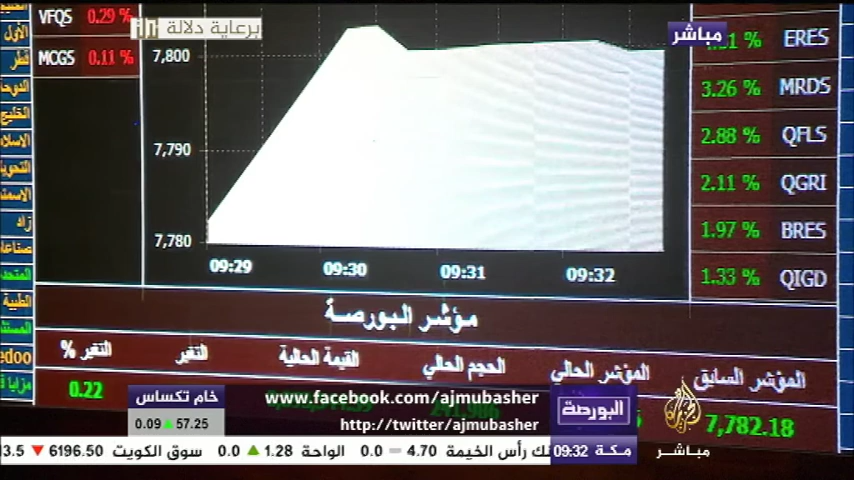 VFQS 0.29 %
MCGS 0.11 %
برعاية دلالة
مباشر
الأول
قطر
7,800
7,790
7,780
09:29
09:30
09:31
09:32
ERES
3.26 % MRDS
2.88 % QFLS
2.11 % QGRI
1.97 % BRES
1.33 % QIGD
زاد
الطبية
مؤشر البورصة
المؤشر السابق المؤشر الحالي الحجم الحالي القيمة الحالية التغير التغير %
7,782.18
0.22
خام تكساس
0.09 57.25
www.facebook.com/ajmubasher
http://twitter/ajmubasher
البورصة
مباشر
مكة 09:32
ك رأس الخيمة 4.70 0.0 الواحة 1.28 0.0 سوق الكويت 6196.50